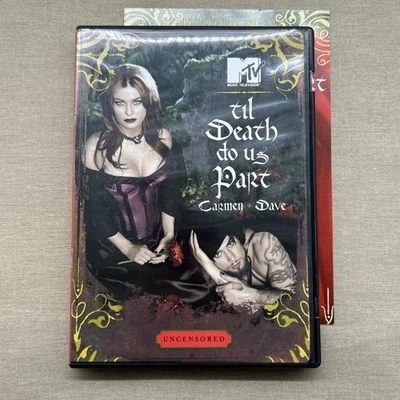 MTV
MUSIC TELEVISION
til
Death
do us
Part
Carmen + Dave
UNCENSORED